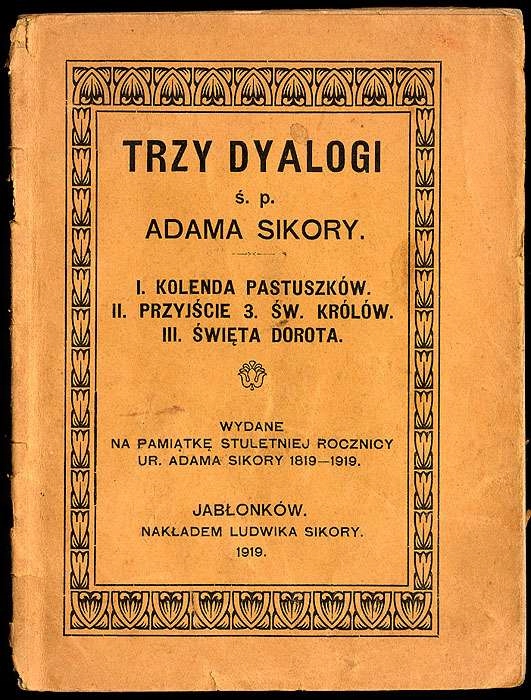 TRZY DYALOGI
ś. p.
ADAMA SIKORY.
I. KOLENDA PASTUSZKÓW.
II. PRZYJŚCIE 3. ŚW. KRÓLÓW.
III. ŚWIĘTA DOROTA.
WYDANE
NA PAMIĄTKĘ STULETNIEJ ROCZNICY
UR. ADAMA SIKORY 1819—1919.
JABŁONKÓW.
NAKŁADEM LUDWIKA SIKORY.
1919.